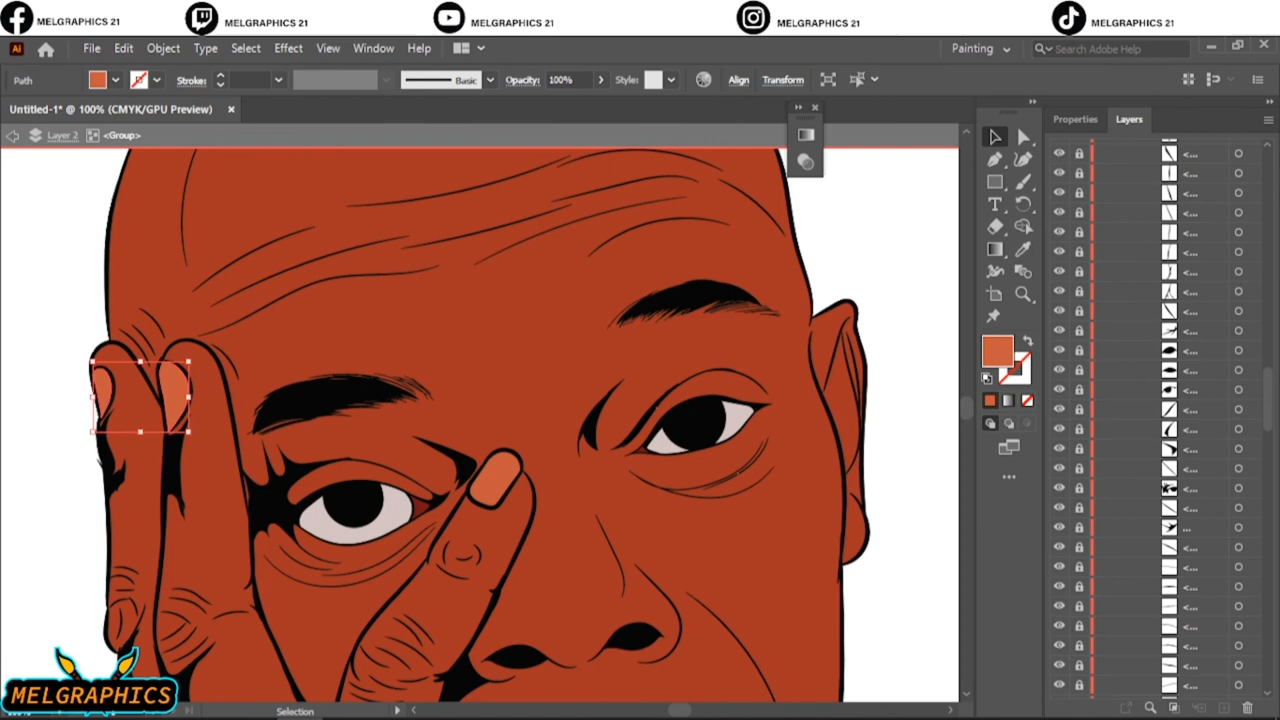 MELGRAPHICS 21 MELGRAPHICS 21 MELGRAPHICS 21 MELGRAPHICS 21 MELGRAPHICS 21
Ai File Edit Object Type Select Effect View Window Help Painting Search Adobe Help
Path Stroke: Basic Opacity: 100% Style: Align Transform
Untitled-1* @ 100% (CMYK/GPU Preview)
Properties Layers
Layer 2 <Group>
MELGRAPHICS
Selection